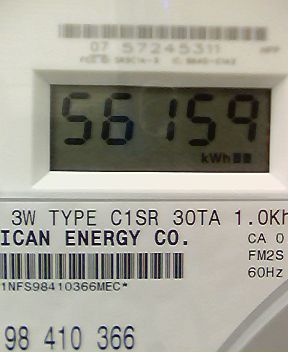 07 57245311
56159
kWh
3W TYPE C1SR 30TA 1.0Kh
ICAN ENERGY CO.
CA 0
FM2S
60Hz
1NFS98410366MEC*
98 410 366